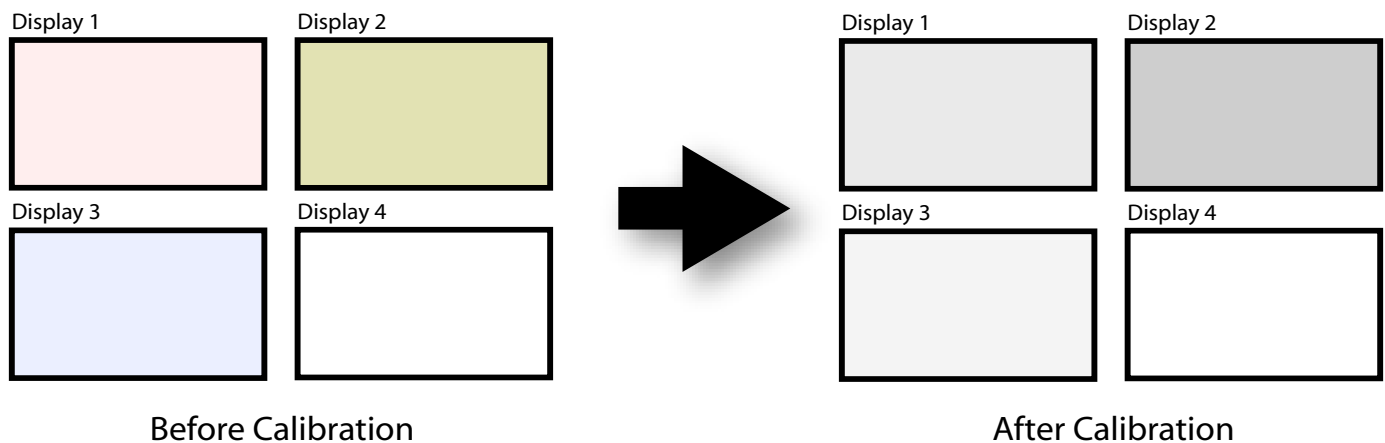 Display 1
Display 2
Display 3
Display 4
Before Calibration
Display 1
Display 2
Display 3
Display 4
After Calibration